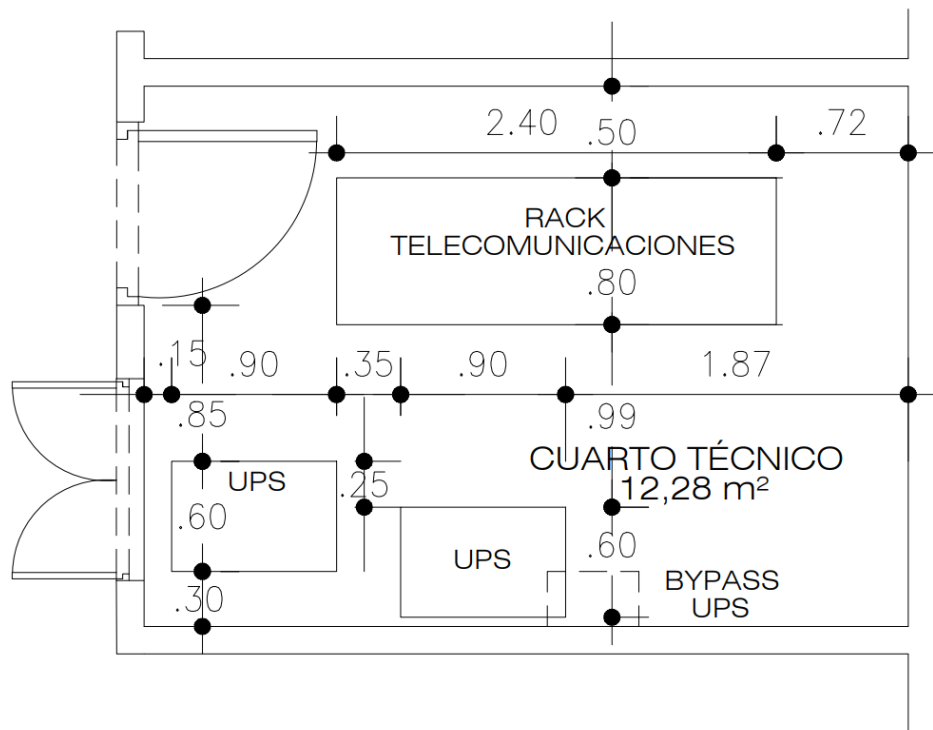 2.40
.72
.50
RACK
TELECOMUNICACIONES
.80
.15
.90
.35
.90
1.87
.85
.99
CUARTO TÉCNICO
12,28 m²
UPS
.25
.60
UPS
.60
BYPASS
UPS
.30